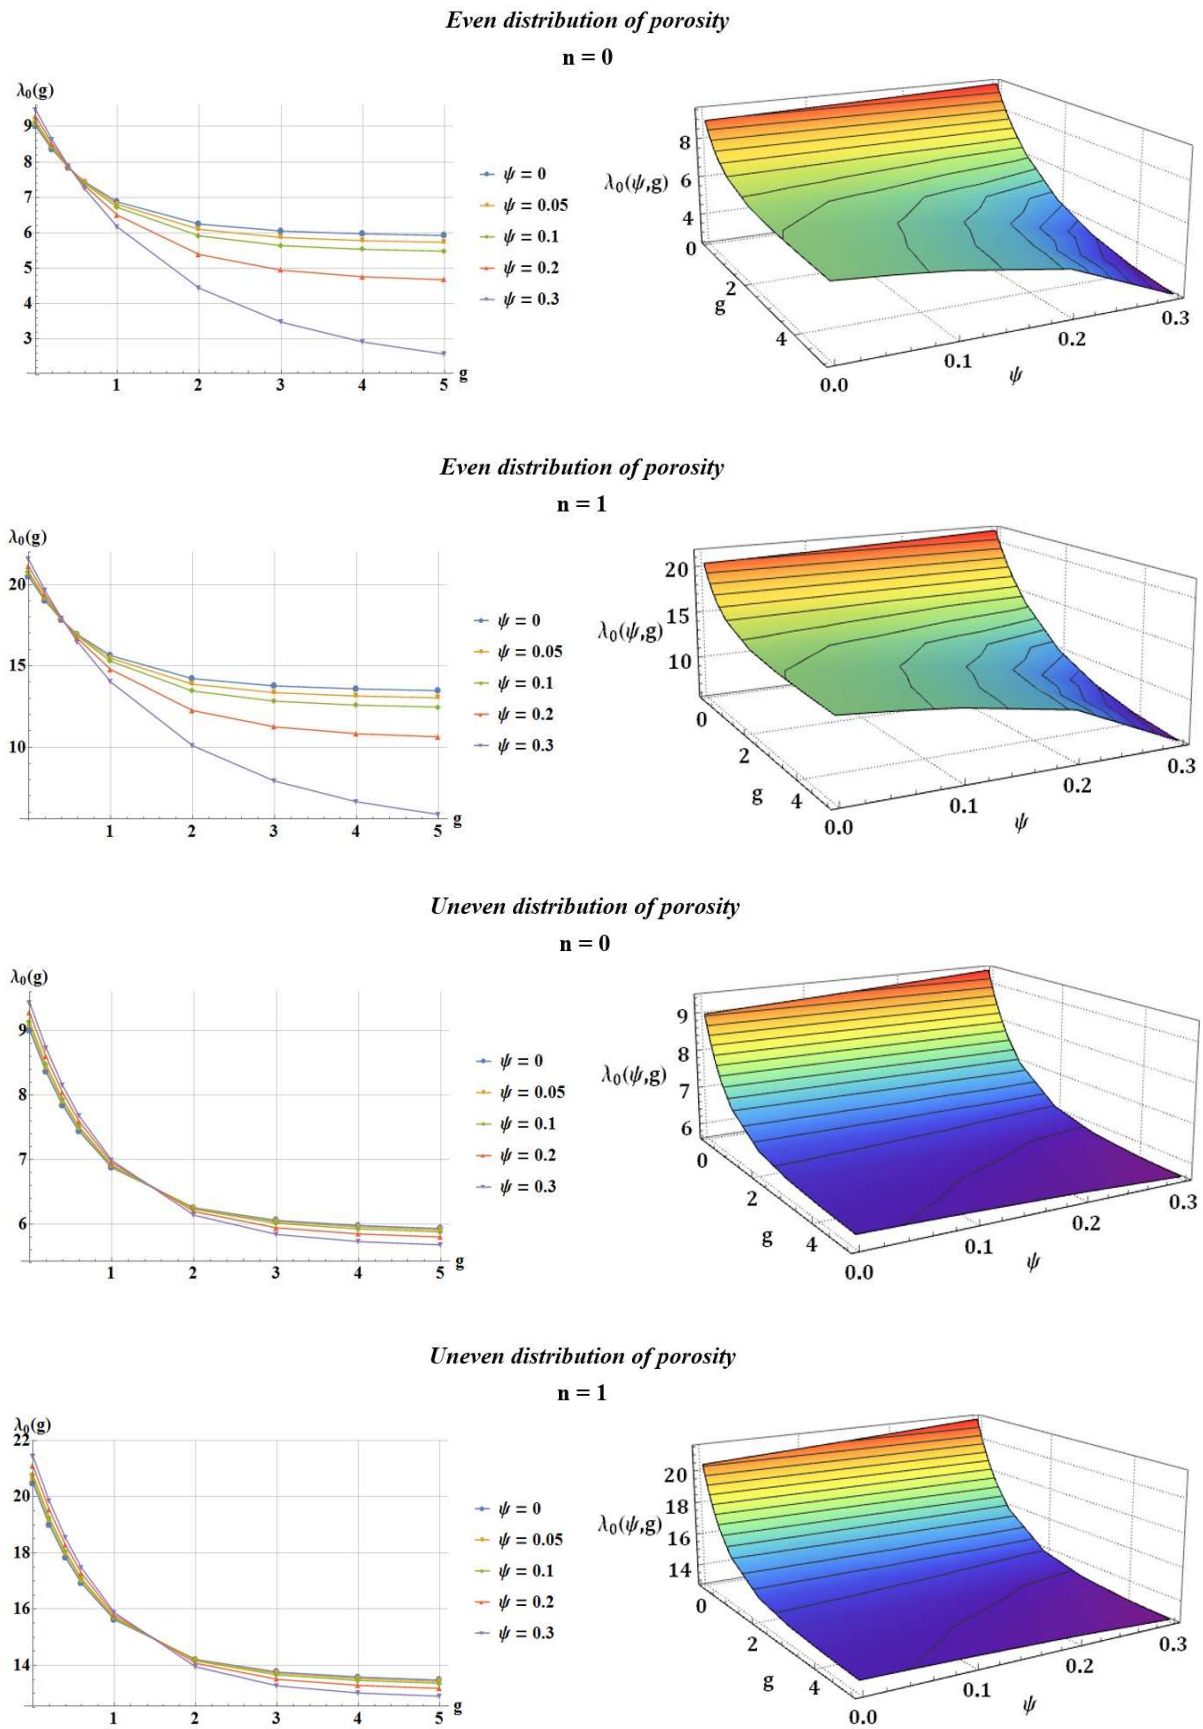 Even distribution of porosity
n = 0
λ₀(g)
9
8
7
6
5
4
3
1 2 3 4 5 g
ψ = 0
ψ = 0.05
ψ = 0.1
ψ = 0.2
ψ = 0.3
8
6
4
λ₀(ψ,g)
0
2
4
g
0.0 0.1 0.2 0.3
ψ
Even distribution of porosity
n = 1
λ₀(g)
20
15
10
1 2 3 4 5 g
ψ = 0
ψ = 0.05
ψ = 0.1
ψ = 0.2
ψ = 0.3
20
15
10
λ₀(ψ,g)
0
2
4
g
0.0 0.1 0.2 0.3
ψ
Uneven distribution of porosity
n = 0
λ₀(g)
9
8
7
6
1 2 3 4 5 g
ψ = 0
ψ = 0.05
ψ = 0.1
ψ = 0.2
ψ = 0.3
9
8
7
6
λ₀(ψ,g)
0
2
4
g
0.0 0.1 0.2 0.3
ψ
Uneven distribution of porosity
n = 1
λ₀(g)
22
20
18
16
14
1 2 3 4 5 g
ψ = 0
ψ = 0.05
ψ = 0.1
ψ = 0.2
ψ = 0.3
20
18
16
14
λ₀(ψ,g)
0
2
4
g
0.0 0.1 0.2 0.3
ψ